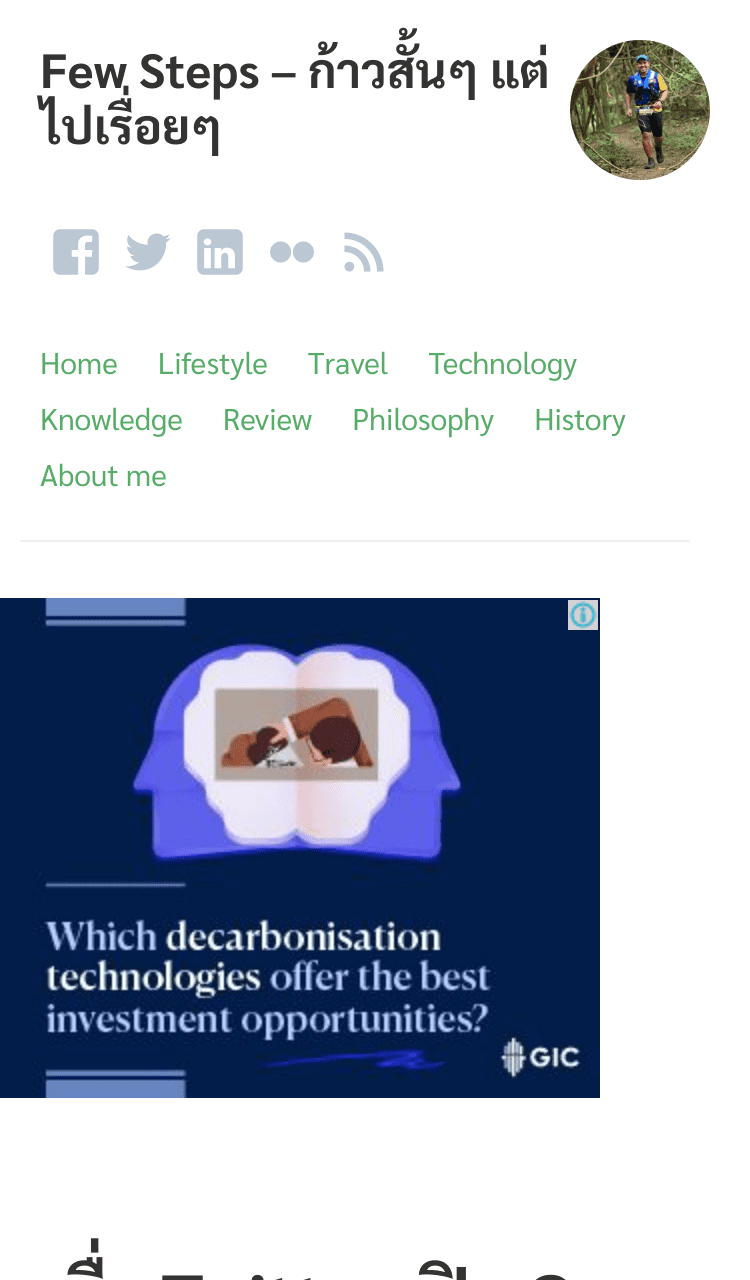 Few Steps – ก้าวสั้นๆ แต่
ไปเรื่อยๆ
Home Lifestyle Travel Technology
Knowledge Review Philosophy History
About me
Which decarbonisation
technologies offer the best
investment opportunities?
GIC